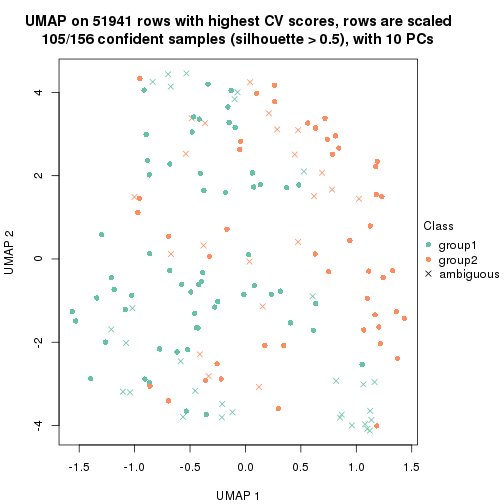 UMAP on 51941 rows with highest CV scores, rows are scaled
105/156 confident samples (silhouette > 0.5), with 10 PCs
4
2
0
-2
-4
UMAP 2
-1.5
-1.0
-0.5
0.0
0.5
1.0
1.5
UMAP 1
Class
group1
group2
ambiguous